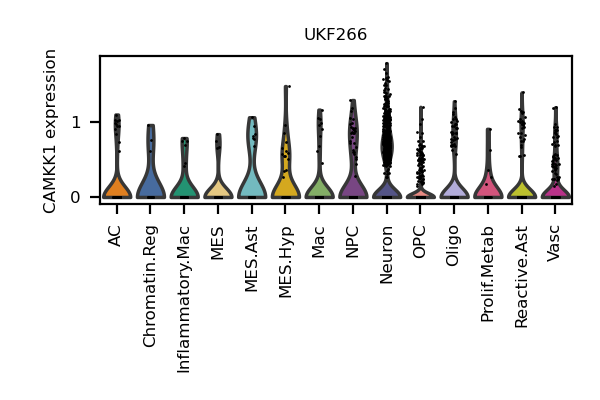 UKF266
CAMKK1 expression
1
0
AC
Chromatin.Reg
Inflammatory.Mac
MES
MES.Ast
MES.Hyp
Mac
NPC
Neuron
OPC
Oligo
Prolif.Metab
Reactive.Ast
Vasc